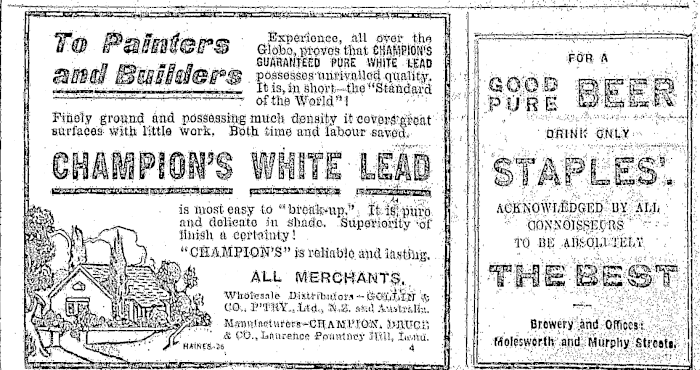 To Painters
and Builders
Experience, all over the
Globe, proves that CHAMPION'S
GUARANTEED PURE WHITE LEAD
possesses unrivalled quality.
It is, in short—the "Standard
of the World"!
Finely ground and possessing much density it covers great
surfaces with little work. Both time and labour saved.
CHAMPION'S WHITE LEAD
is most easy to "break-up." It is pure
and delicate in shade. Superiority of
finish a certainty!
"CHAMPION'S" is reliable and lasting.
ALL MERCHANTS.
Wholesale Distributors—GOLLIN &
CO., P'TRY., Ltd., N.Z. and Australia.
Manufacturers—CHAMPION, DRUCE
& CO., Laurence Pountney Hill, Lond.
HAINES-26
4
FOR A
GOOD PURE BEER
DRINK ONLY
STAPLES'.
ACKNOWLEDGED BY ALL
CONNOISSEURS
TO BE ABSOLUTELY
THE BEST
Brewery and Offices:
Molesworth and Murphy Streets.